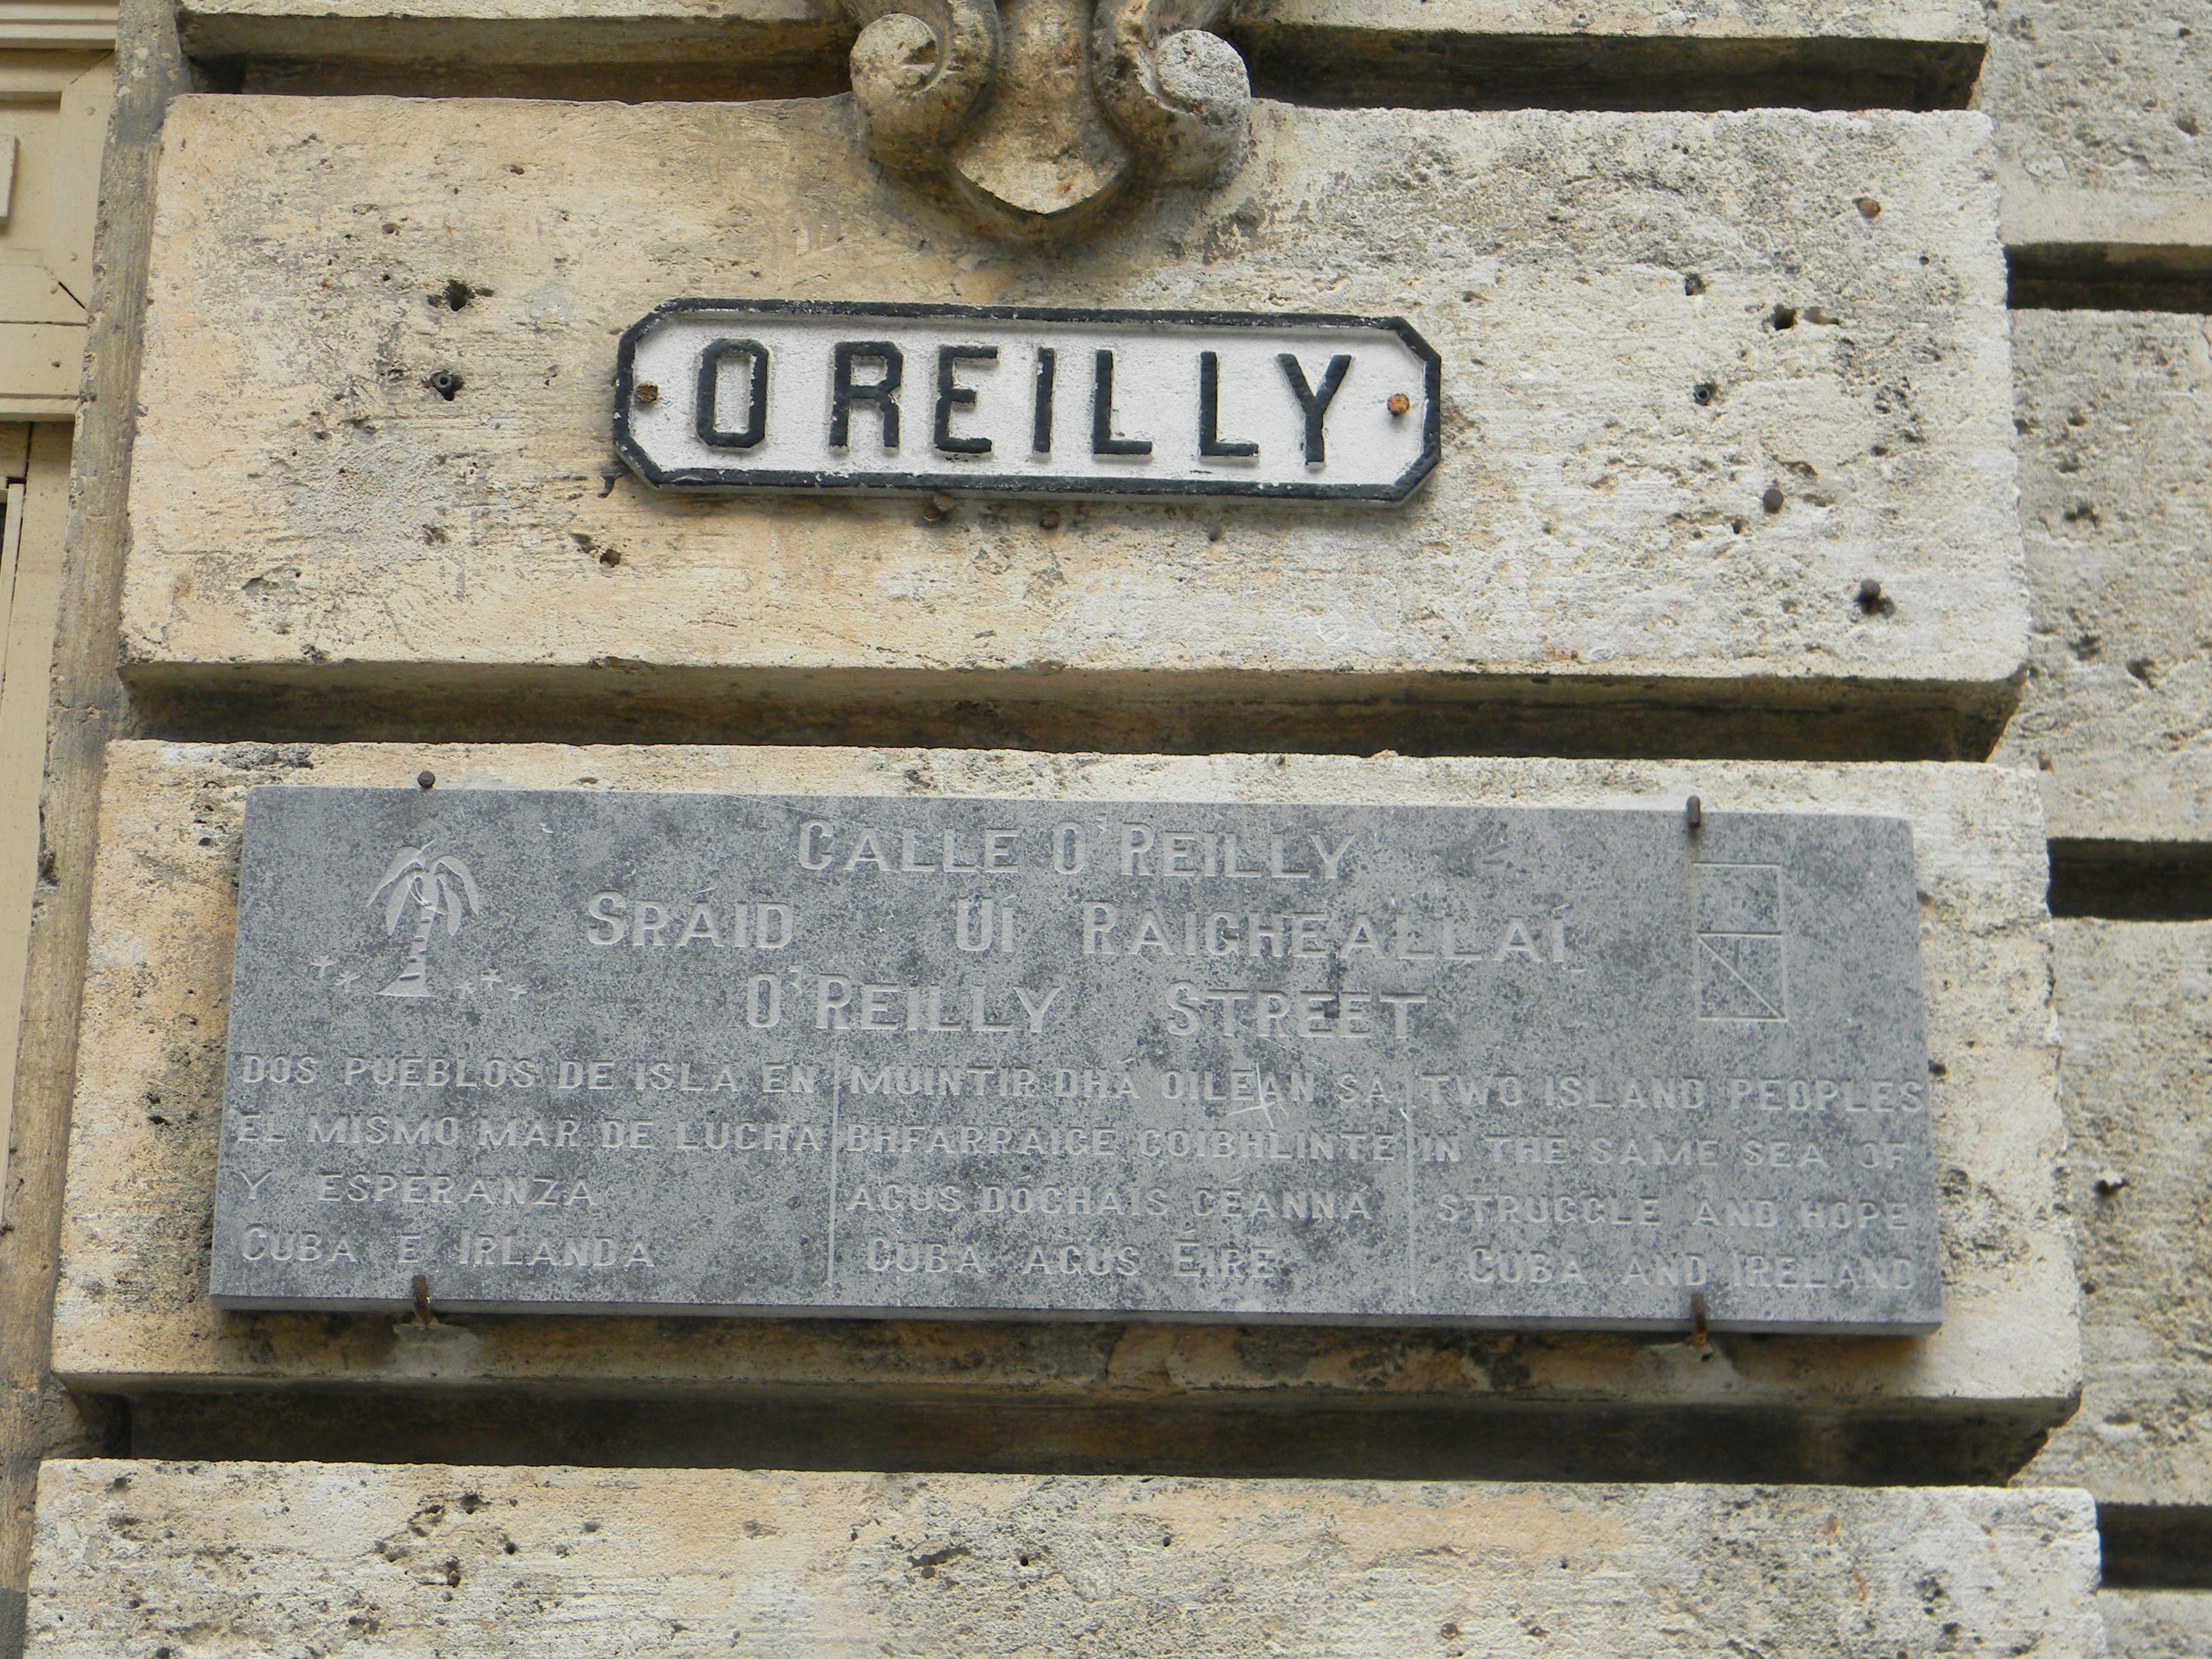 O REILLY
CALLE O'REILLY
SRÁID UÍ RAIGHEALLAÍ
O'REILLY STREET
DOS PUEBLOS DE ISLA EN
EL MISMO MAR DE LUCHA
Y ESPERANZA
CUBA E IRLANDA
MUINTIR DHÁ OILEÁN SA
BHFARRAIGE COIBHLINTE
AGUS DÓCHAIS CÉANNA
CUBA AGUS ÉIRE
TWO ISLAND PEOPLES
IN THE SAME SEA OF
STRUGGLE AND HOPE
CUBA AND IRELAND